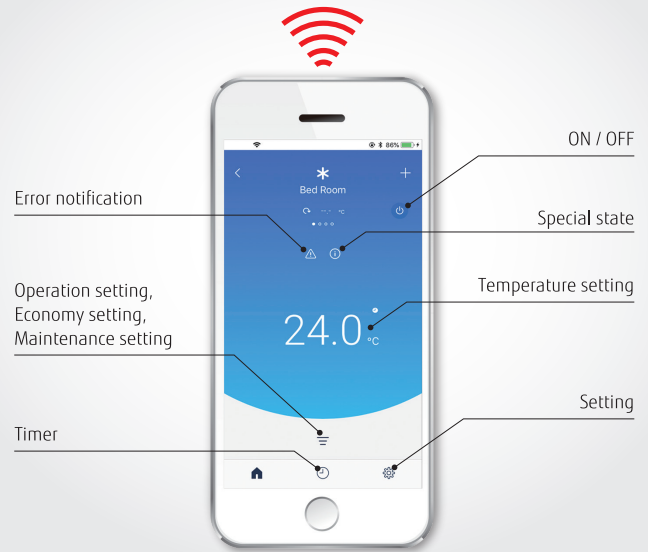 86%
ON / OFF
Bed Room
Error notification
--.- °C
Special state
Temperature setting
Operation setting,
Economy setting,
Maintenance setting
24.0 °C
Setting
Timer